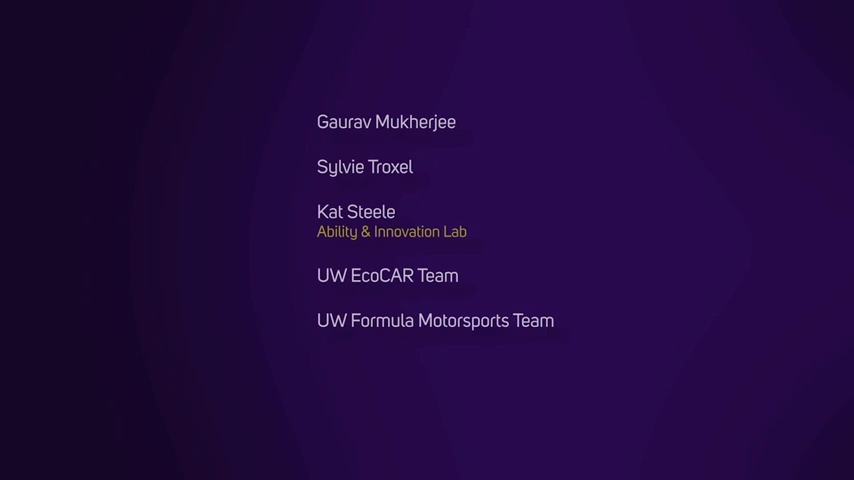 Gaurav Mukherjee
Sylvie Troxel
Kat Steele
Ability & Innovation Lab
UW EcoCAR Team
UW Formula Motorsports Team